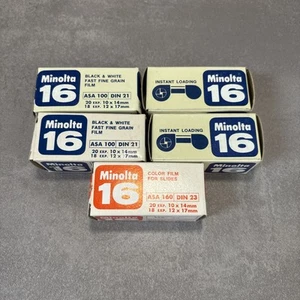 Minolta
16
BLACK & WHITE
FAST FINE GRAIN
FILM
ASA 100 DIN 21
20 EXP. 10 x 14mm
18 EXP. 12 x 17mm
INSTANT LOADING
Minolta
16
Minolta
16
BLACK & WHITE
FAST FINE GRAIN
FILM
ASA 100 DIN 21
20 EXP. 10 x 14mm
18 EXP. 12 x 17mm
INSTANT LOADING
Minolta
16
Minolta
16
COLOR FILM
FOR SLIDES
ASA 160 DIN 23
20 EXP. 10 x 14mm
18 EXP. 12 x 17mm